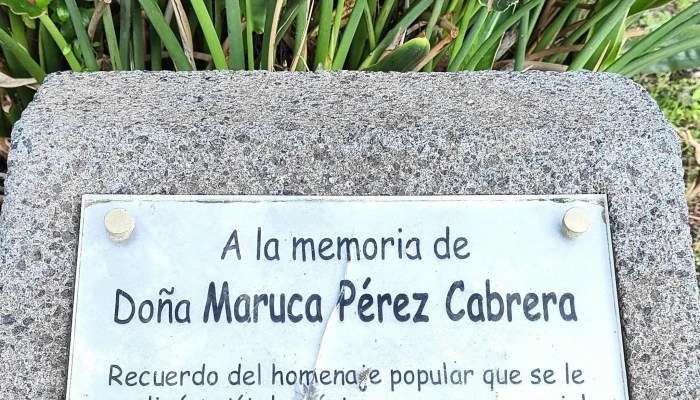 A la memoria de
Doña Maruca Pérez Cabrera
Recuerdo del homenaje popular que se le